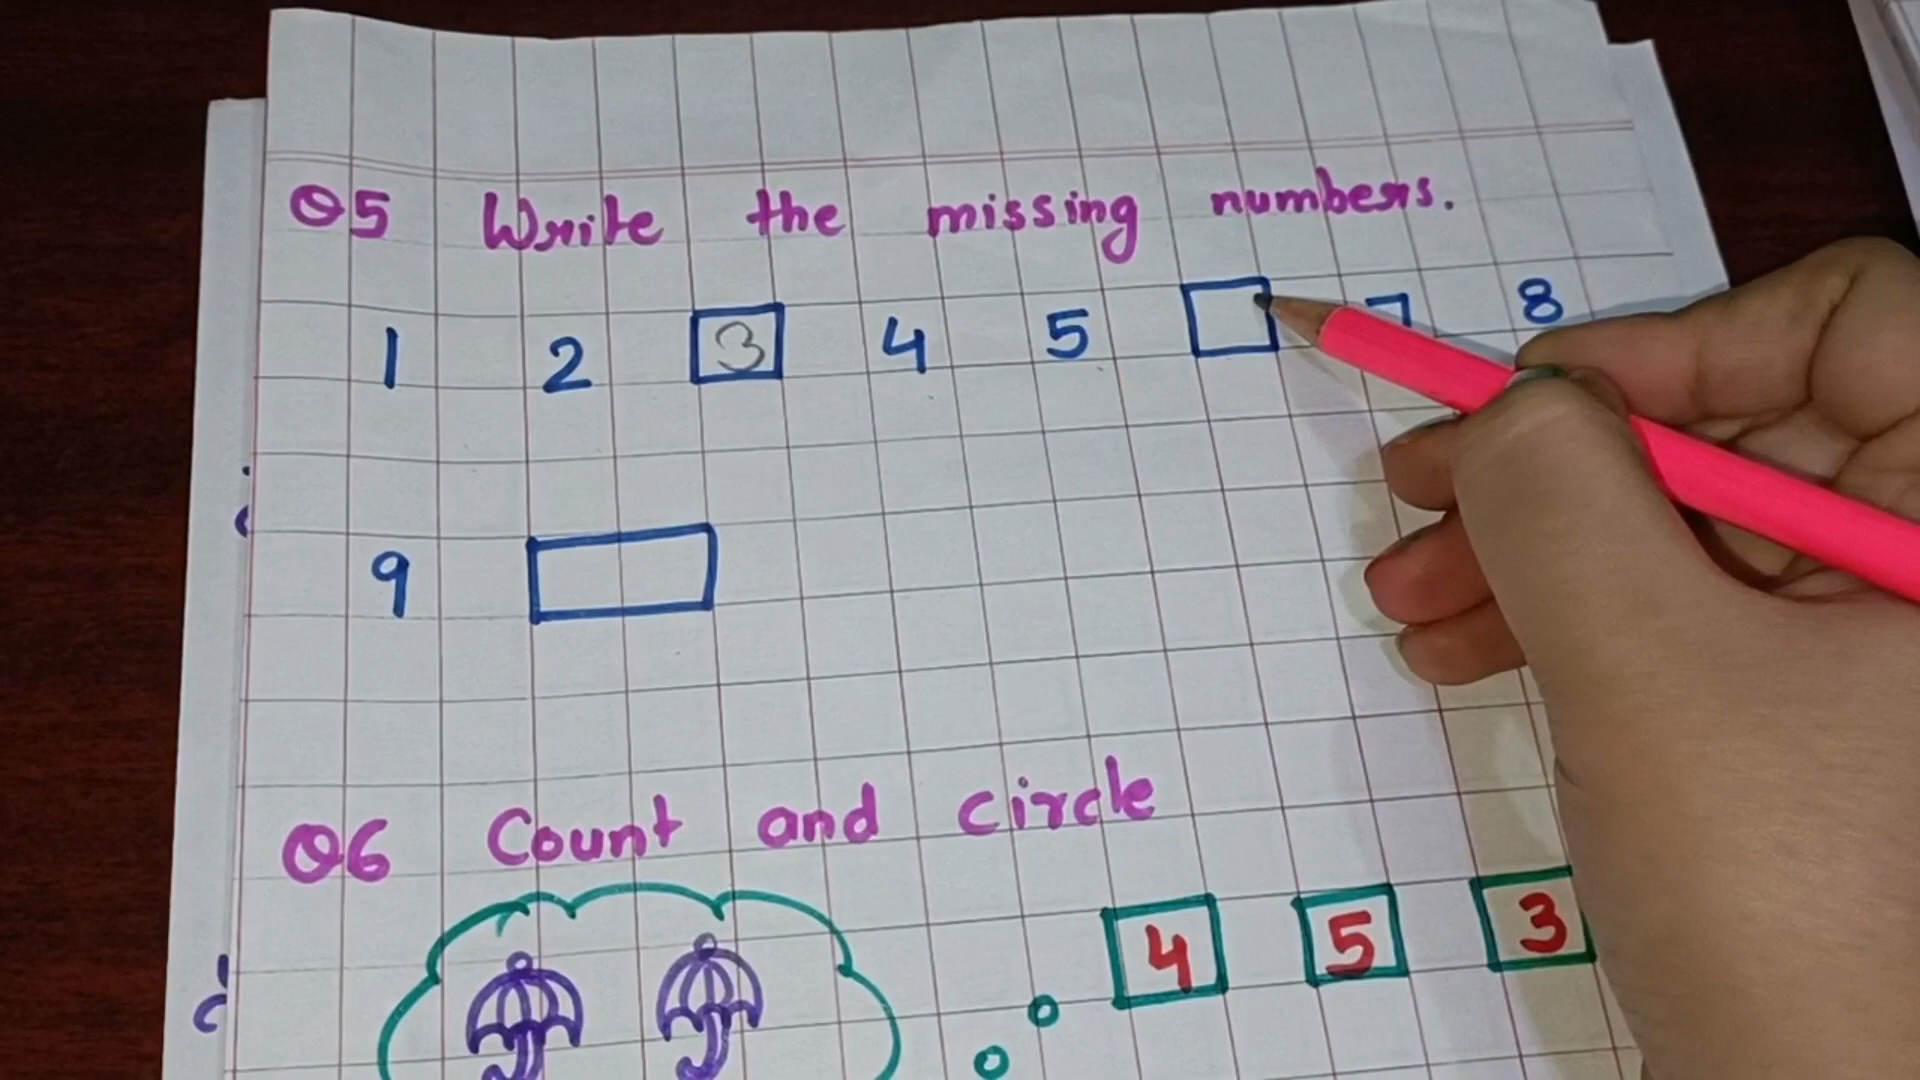 Q5 Write the missing numbers.
1 2 3 4 5 7 8
9
Q6 Count and circle
4 5 3